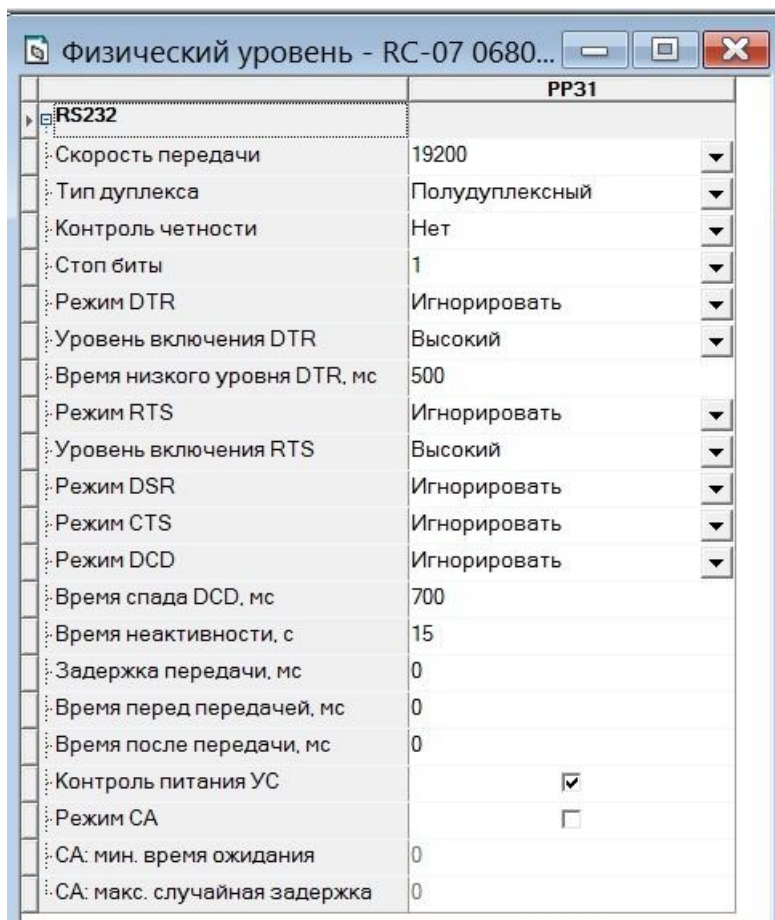 Физический уровень - RC-07 0680...
PP31
RS232
Скорость передачи 19200
Тип дуплекса Полудуплексный
Контроль четности Нет
Стоп биты 1
Режим DTR Игнорировать
Уровень включения DTR Высокий
Время низкого уровня DTR, мс 500
Режим RTS Игнорировать
Уровень включения RTS Высокий
Режим DSR Игнорировать
Режим CTS Игнорировать
Режим DCD Игнорировать
Время спада DCD, мс 700
Время неактивности, с 15
Задержка передачи, мс 0
Время перед передачей, мс 0
Время после передачи, мс 0
Контроль питания УС
Режим CA
CA: мин. время ожидания 0
CA: макс. случайная задержка 0